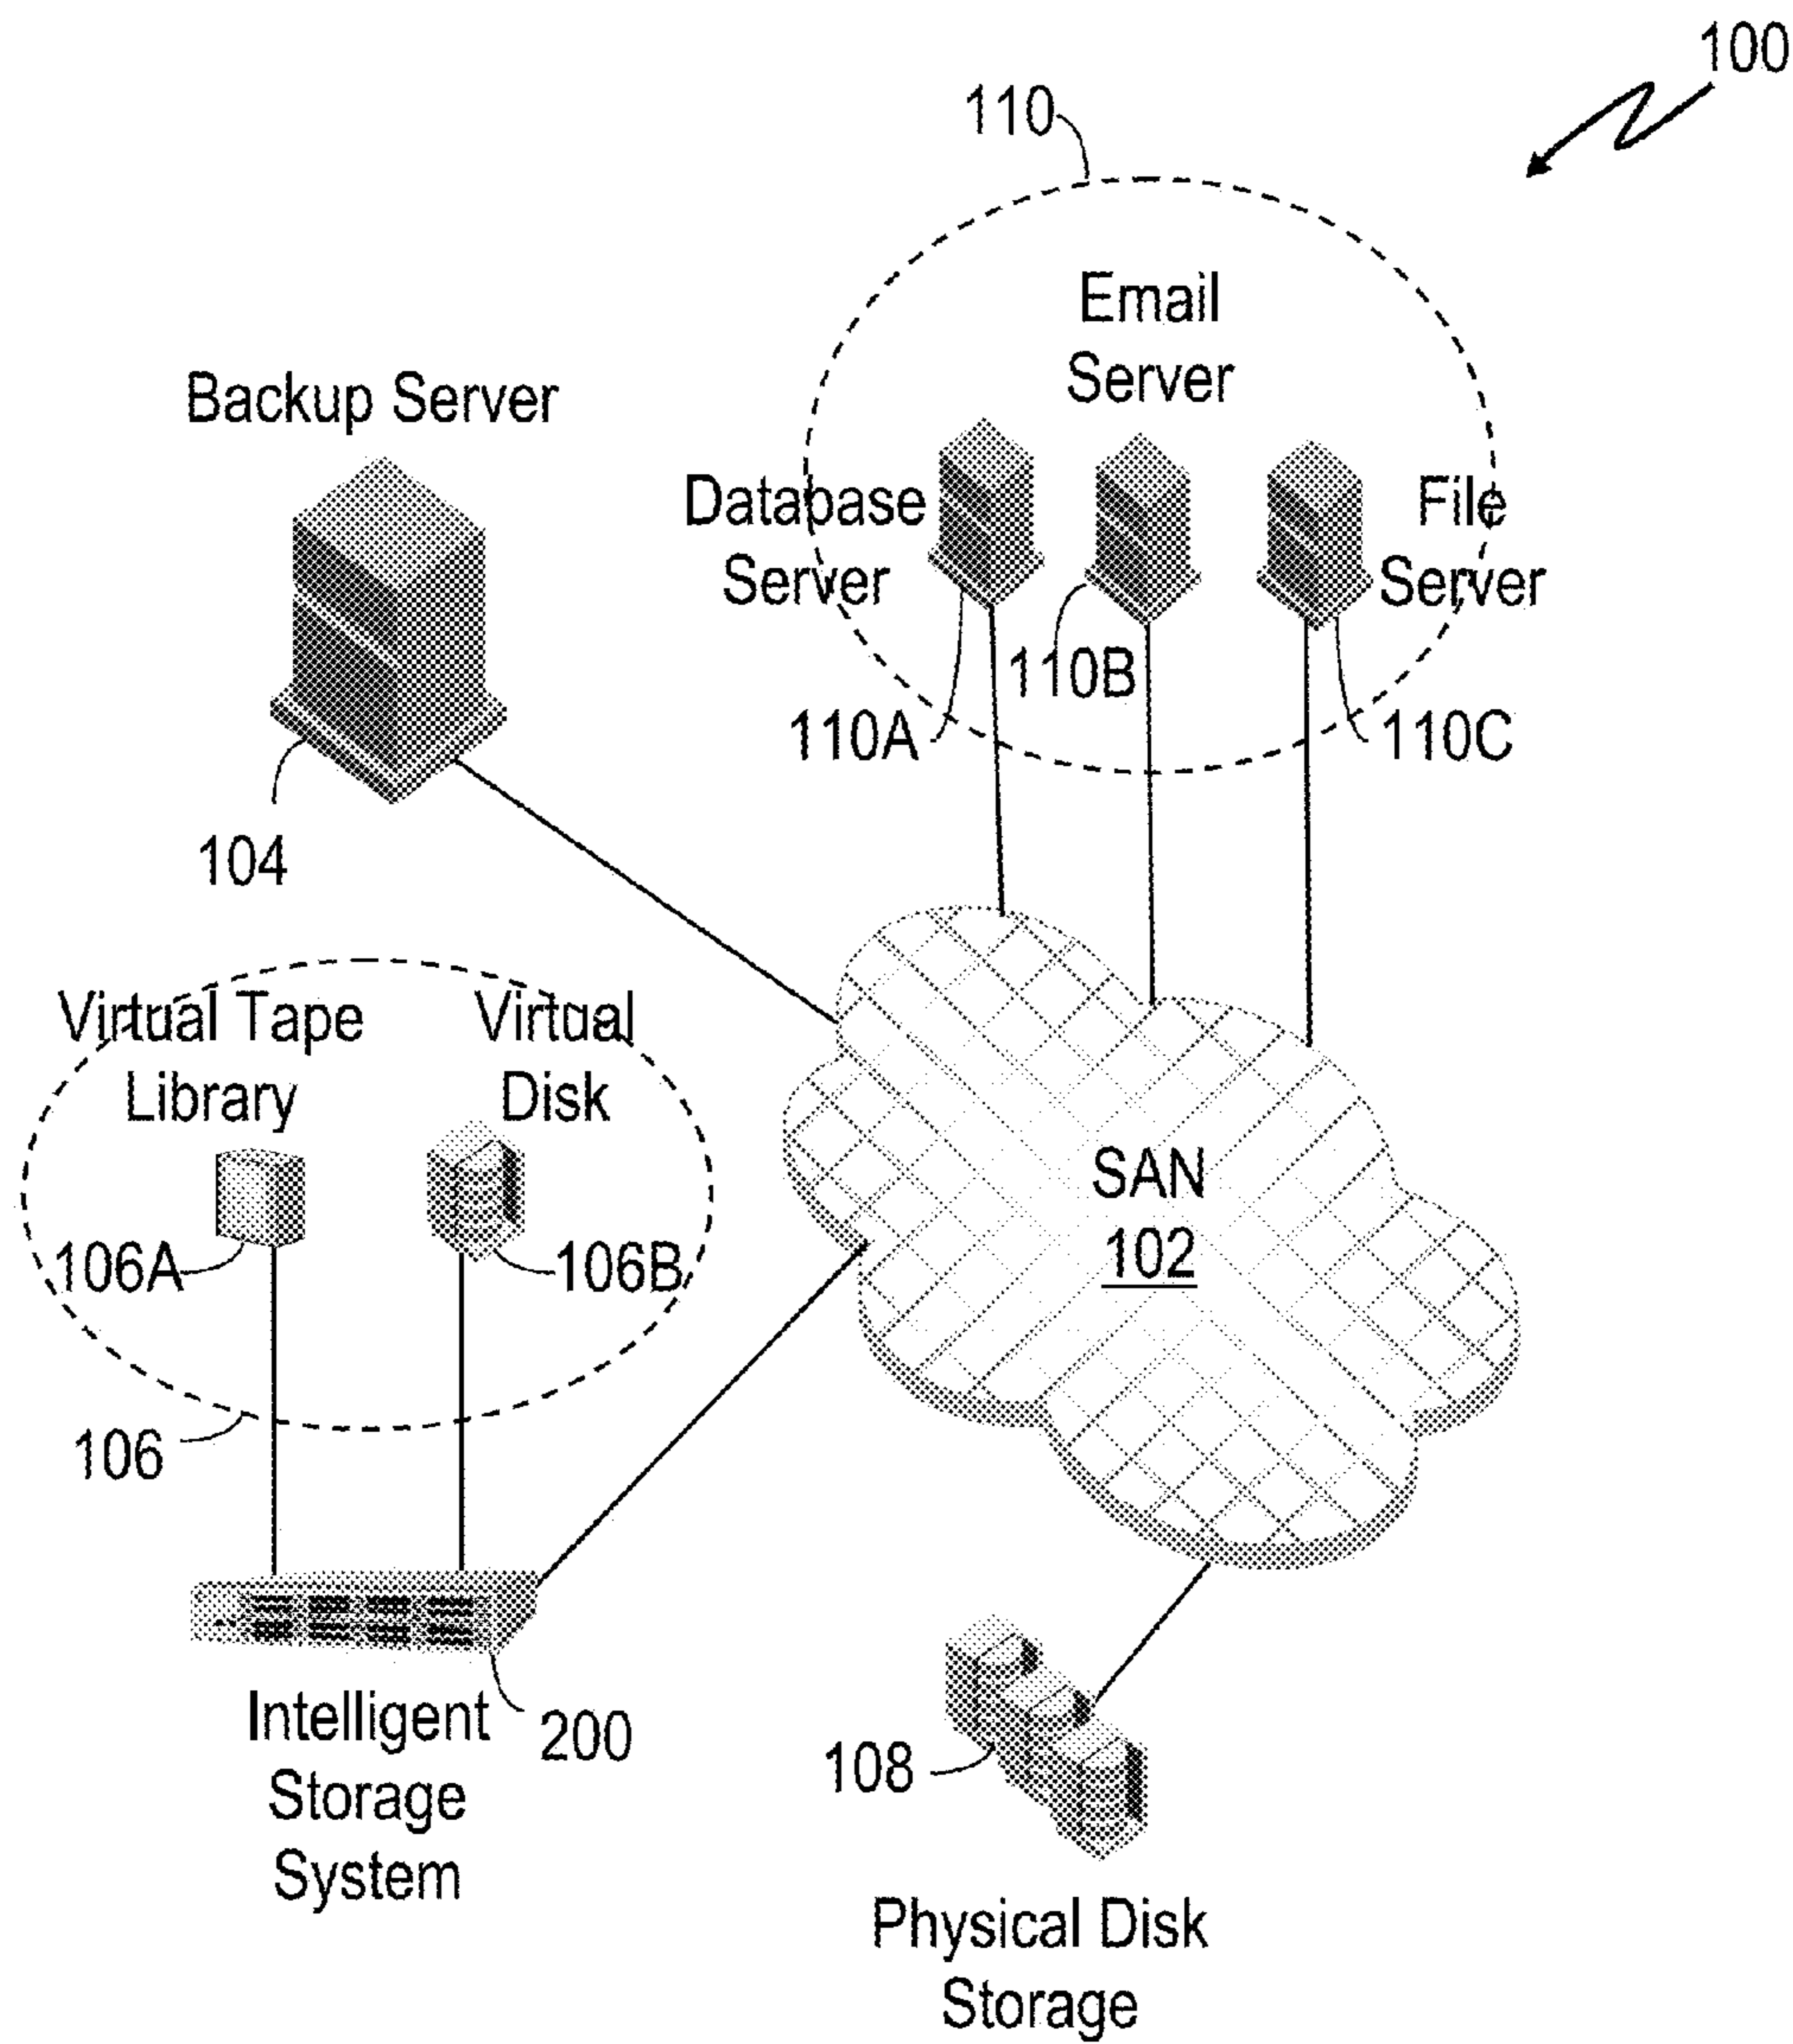 100
110
Email
Server
Backup Server
Database
Server
File
Server
110B
110A
110C
104
Virtual Tape
Library
Virtual
Disk
SAN
102
106A
106B
106
Intelligent
Storage
System
200
108
Physical Disk
Storage